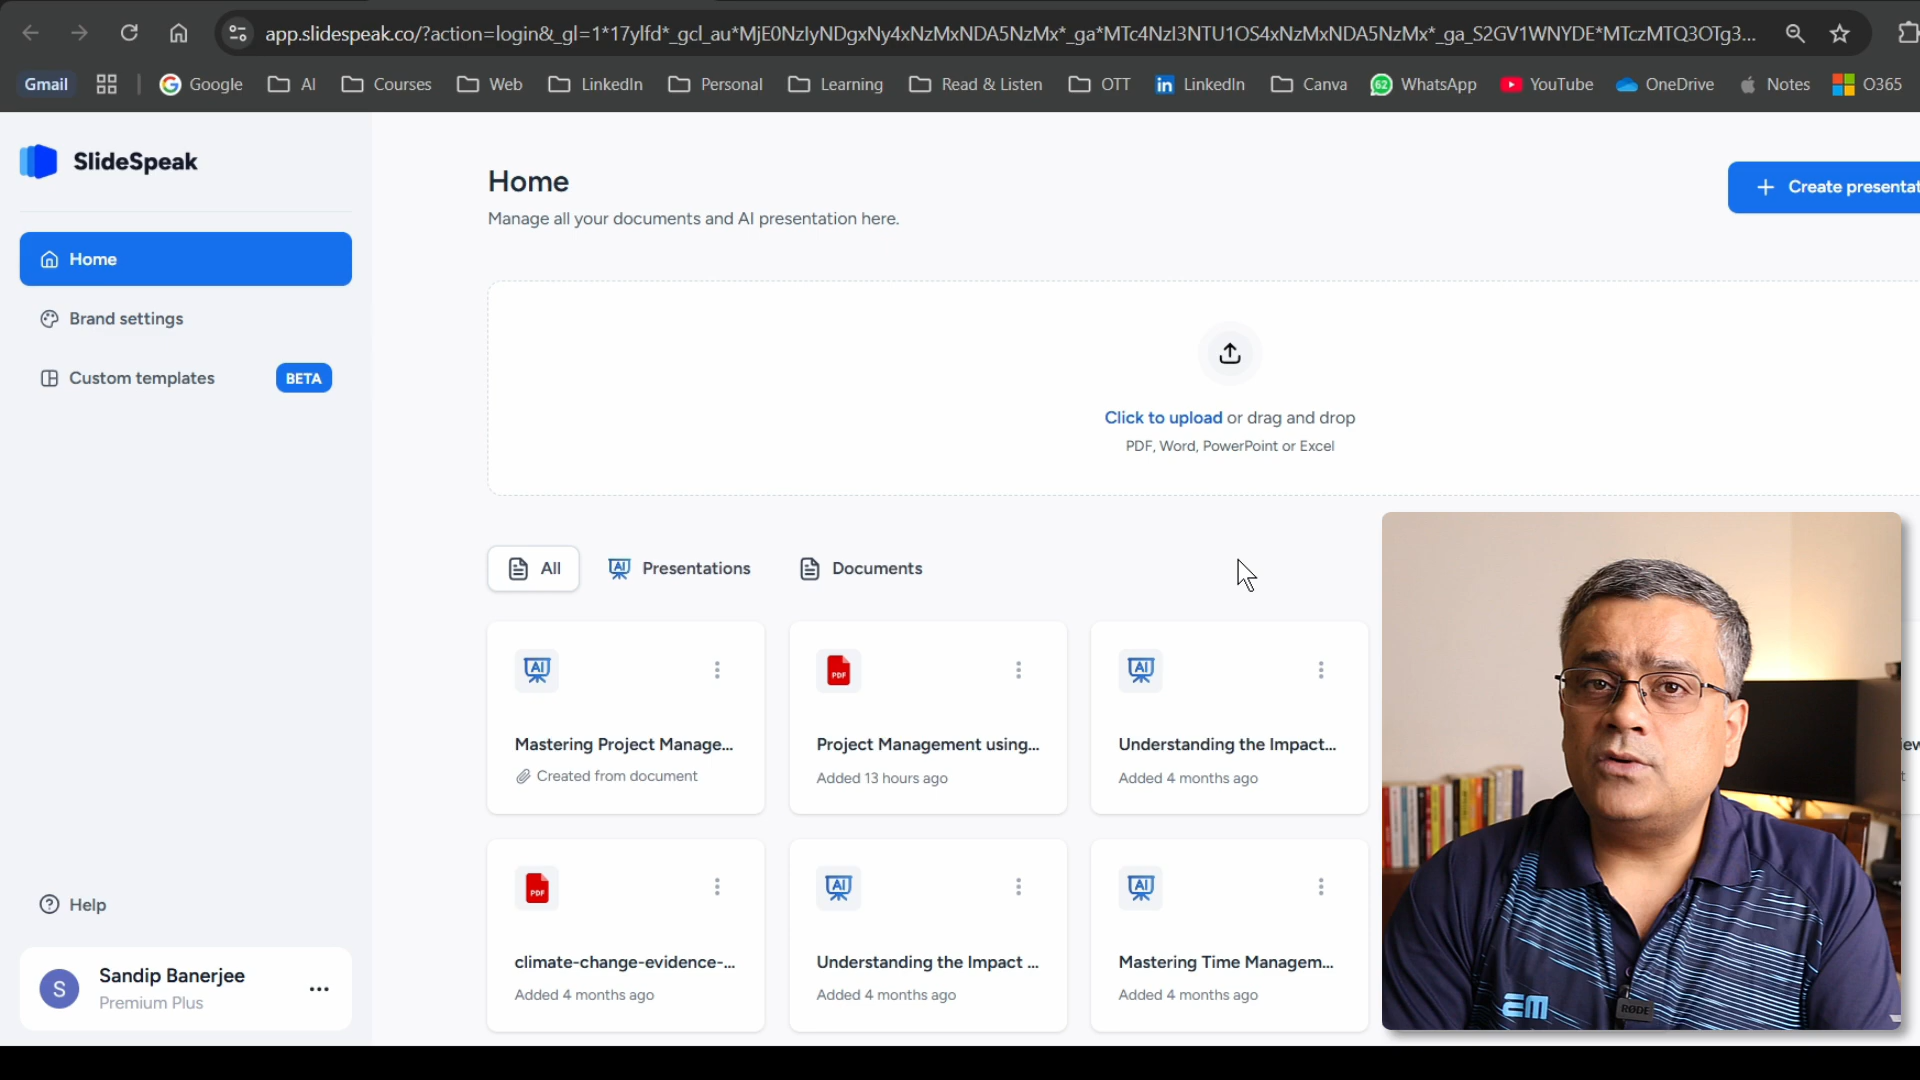 app.slidespeak.co/?action=login&_gl=1*17ylfd*_gcl_au*MjE0NzIyNDgxNy4xNzMxNDA5NzMx*_ga*MTc4NzI3NTU1OS4xNzMxNDA5NzMx*_ga_S2GV1WNYDE*MTczMTQ3OTg3...
Gmail Google AI Courses Web LinkedIn Personal Learning Read & Listen OTT LinkedIn Canva 62 WhatsApp YouTube OneDrive Notes O365
SlideSpeak
Home
Brand settings
Custom templates BETA
Help
S Sandip Banerjee
Premium Plus
Home
Manage all your documents and AI presentation here.
Create presentat
Click to upload or drag and drop
PDF, Word, PowerPoint or Excel
All Presentations Documents
AI PDF AI
Mastering Project Manage... Project Management using... Understanding the Impact...
Created from document Added 13 hours ago Added 4 months ago
PDF AI AI
climate-change-evidence-... Understanding the Impact ... Mastering Time Managem...
Added 4 months ago Added 4 months ago Added 4 months ago
RØDE